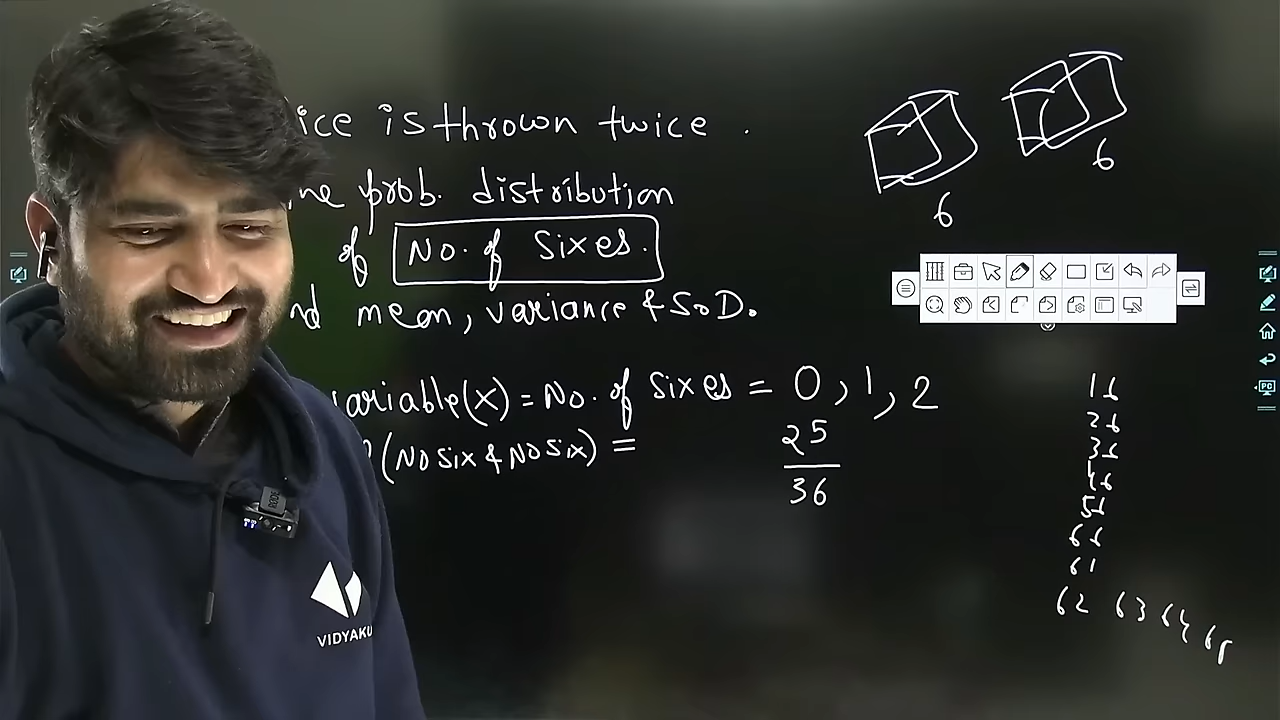 ice is thrown twice .
prob. distribution
of No. of Sixes.
mean, variance & S.D.
ariable(X) = No. of Sixes = 0, 1, 2
(No Six & No Six) =
25
36
6
6
16
26
36
46
56
66
61
62 63 64 65
VIDYAKU